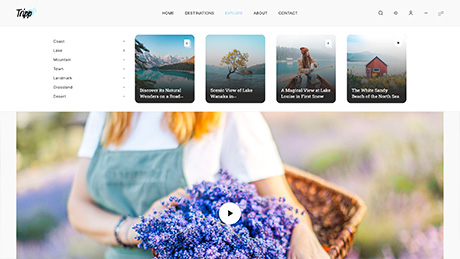 Tripp
HOME DESTINATIONS EXPLORE ABOUT CONTACT
Coast
Lake
Mountain
Town
Landmark
Grassland
Desert
Discover its Natural
Wonders on a Road—
Scenic View of Lake
Wanaka in—
A Magical View at Lake
Louise in First Snow
The White Sandy
Beach of the North Sea